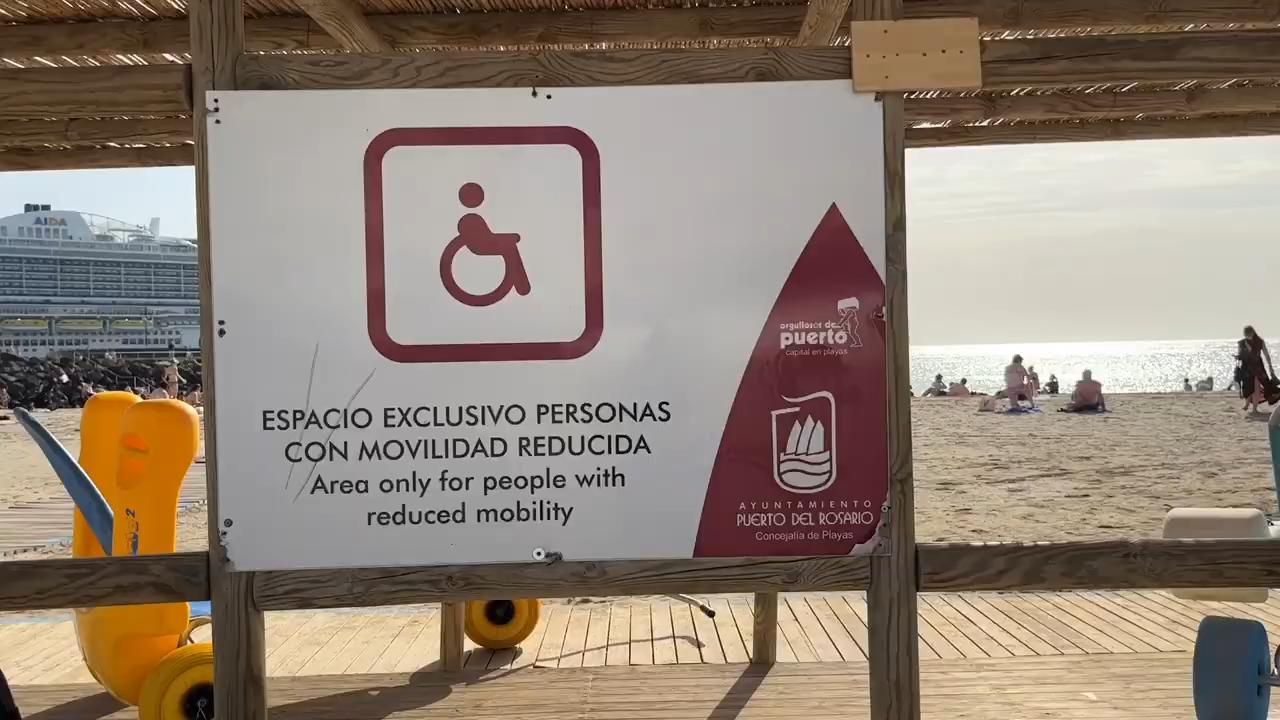 AIDA
ESPACIO EXCLUSIVO PERSONAS
CON MOVILIDAD REDUCIDA
Area only for people with
reduced mobility
orgullosos de
puerto
capital en playas
AYUNTAMIENTO
PUERTO DEL ROSARIO
Concejalía de Playas